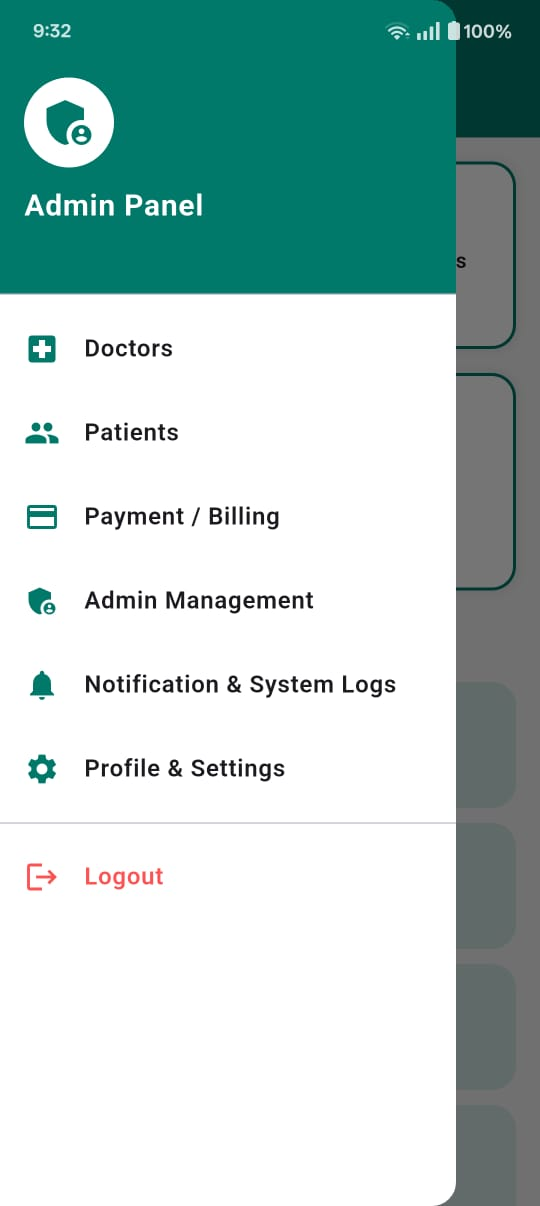 9:32
100%
Admin Panel
s
Doctors
Patients
Payment / Billing
Admin Management
Notification & System Logs
Profile & Settings
Logout